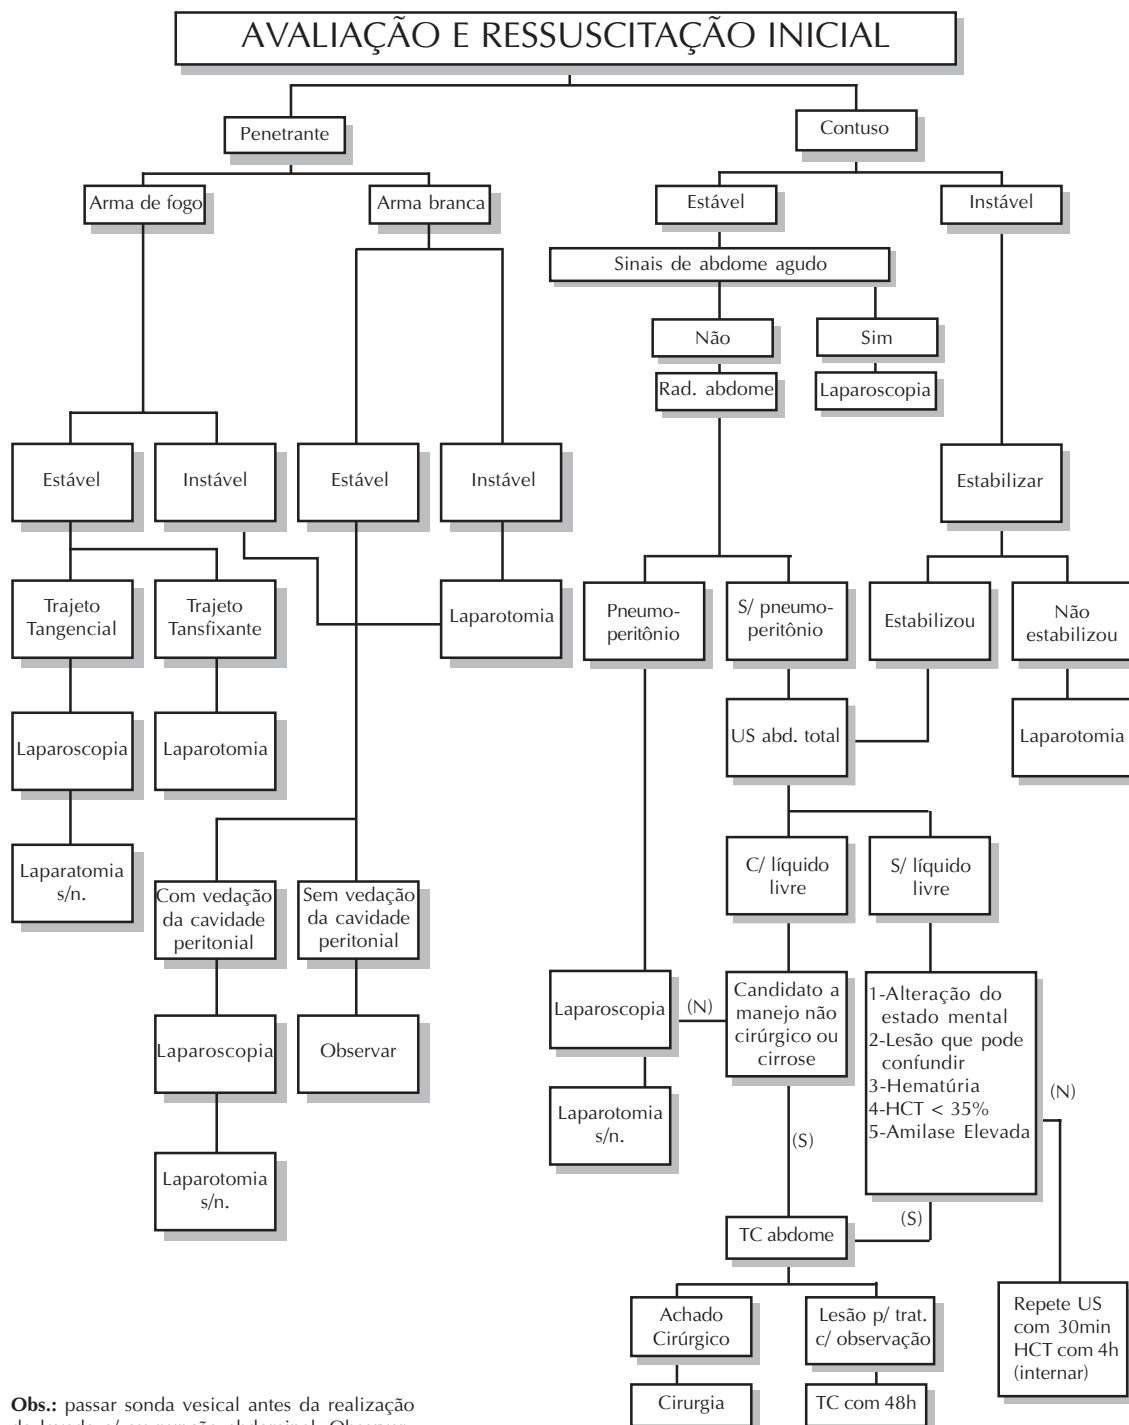 AVALIAÇÃO E RESSUSCITAÇÃO INICIAL
Penetrante
Contuso
Arma de fogo
Arma branca
Estável
Instável
Sinais de abdome agudo
Não
Sim
Rad. abdome
Laparoscopia
Estável
Instável
Estável
Instável
Estabilizar
Trajeto
Tangencial
Trajeto
Tansfixante
Laparotomia
Pneumo-
peritônio
S/ pneumo-
peritônio
Estabilizou
Não
estabilizou
Laparoscopia
Laparotomia
US abd. total
Laparotomia
Laparatomia
s/n.
Com vedação
da cavidade
peritonial
Sem vedação
da cavidade
peritonial
C/ líquido
livre
S/ líquido
livre
Laparoscopia
Observar
Laparoscopia
(N)
Candidato a
manejo não
cirúrgico ou
cirrose
1-Alteração do
estado mental
2-Lesão que pode
confundir
3-Hematúria
4-HCT < 35%
5-Amilase Elevada
(N)
Laparotomia
s/n.
Laparotomia
s/n.
(S)
(S)
TC abdome
Achado
Cirúrgico
Lesão p/ trat.
c/ observação
Repete US
com 30min
HCT com 4h
(internar)
Cirurgia
TC com 48h
Obs.: passar sonda vesical antes da realização